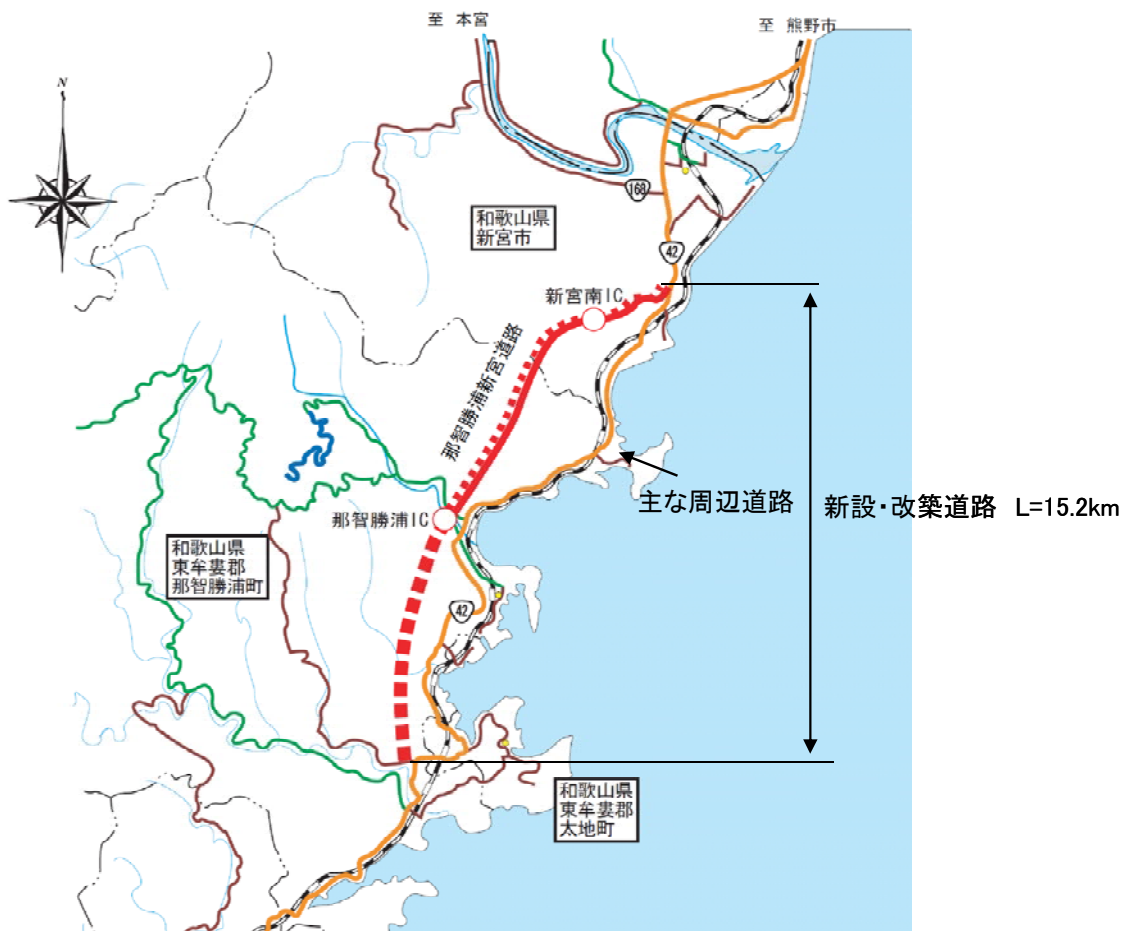 至 本宮
至 熊野市
N
168
和歌山県
新宮市
42
新宮南IC
那智勝浦新宮道路
主な周辺道路
新設・改築道路 L=15.2km
那智勝浦IC
和歌山県
東牟婁郡
那智勝浦町
42
和歌山県
東牟婁郡
太地町